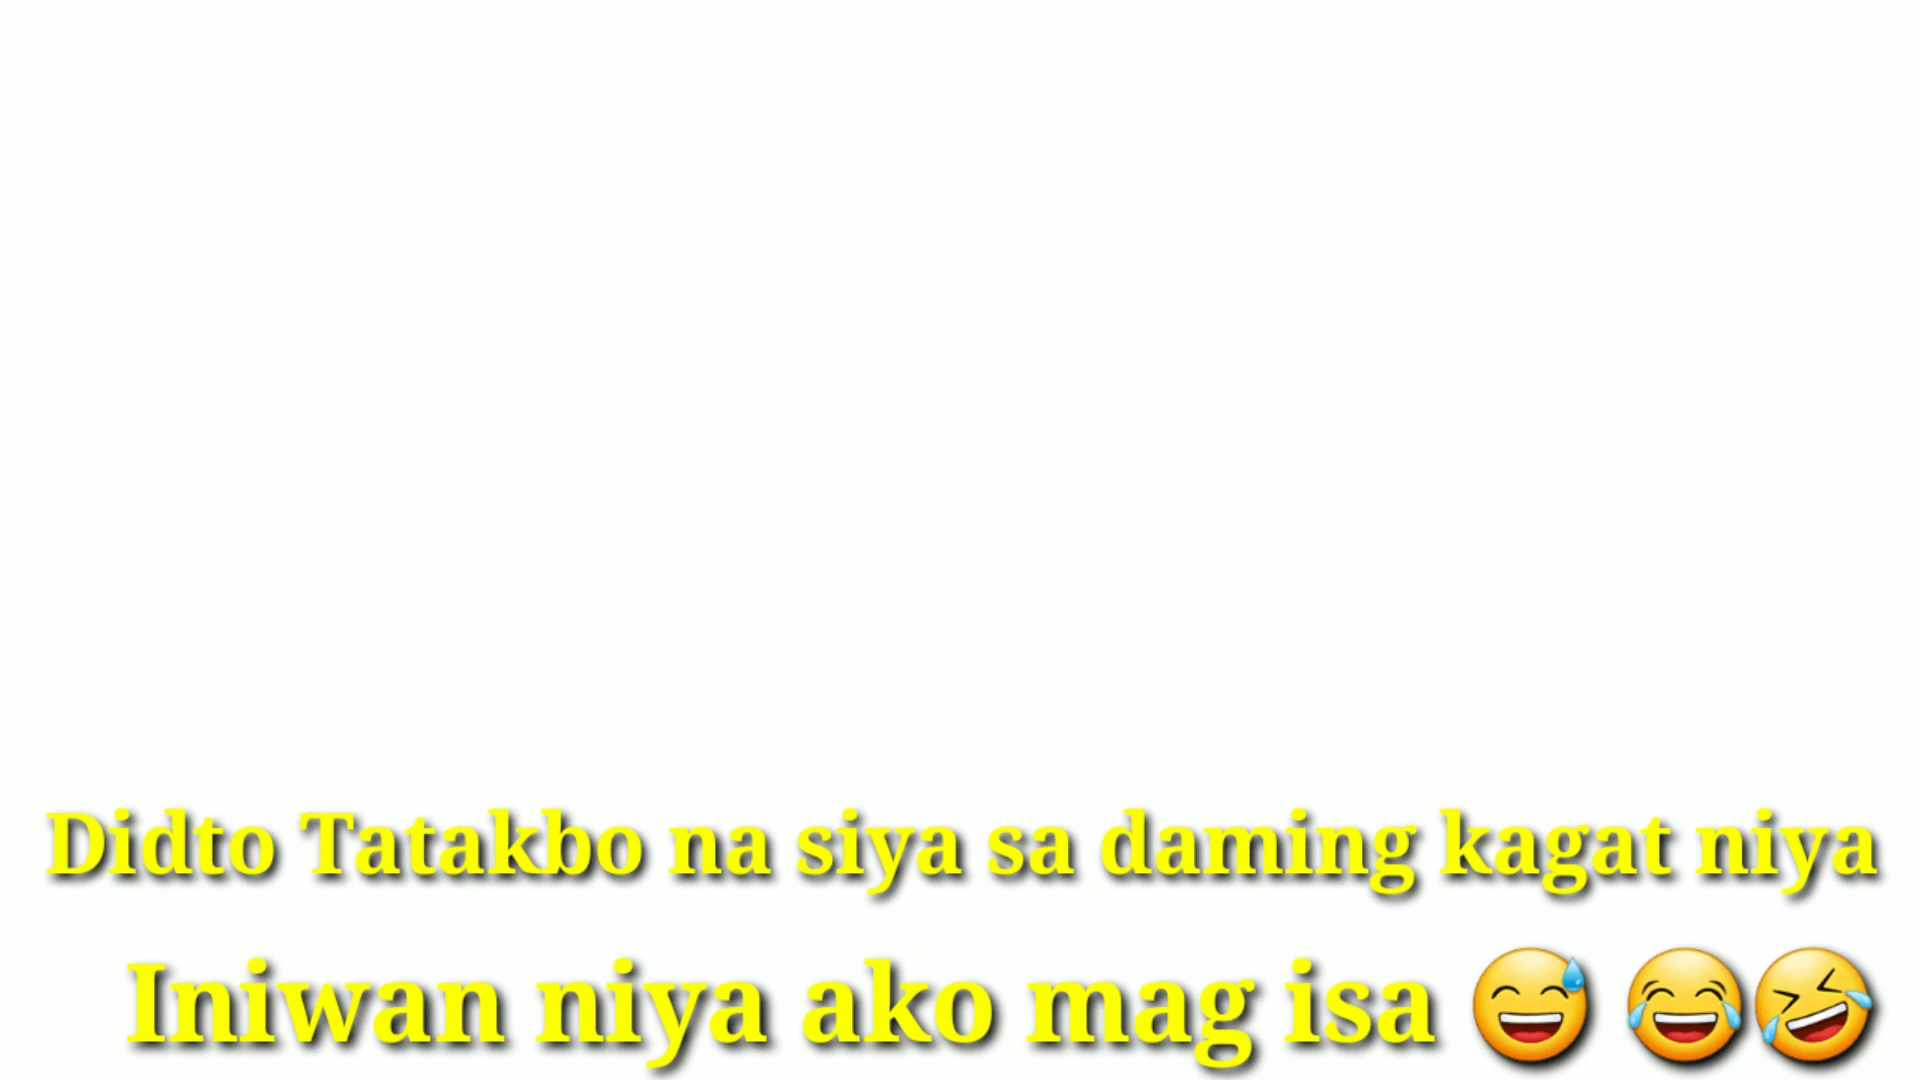 Didto Tatakbo na siya sa daming kagat niya
Iniwan niya ako mag isa 😅 😂🤣